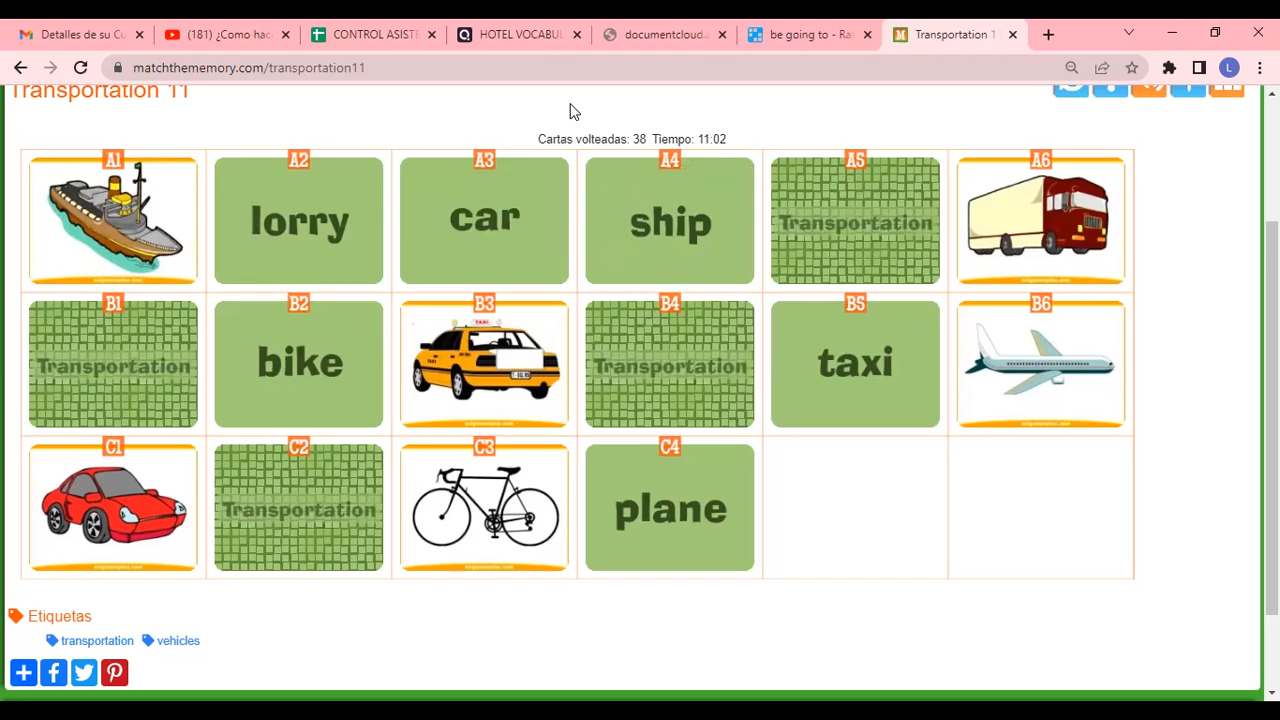 Detalles de su Cu
(181) ¿Como hac
CONTROL ASISTE
HOTEL VOCABUL
documentcloud.a
be going to - Ra
Transportation 1
matchthememory.com/transportation11
L
Transportation 11
Cartas volteadas: 38 Tiempo: 11:02
A1 A2 A3 A4 A5 A6
lorry car ship Transportation
B1 B2 B3 B4 B5 B6
TAXI
Transportation bike Transportation taxi
C1 C2 C3 C4
Transportation plane
Etiquetas
transportation vehicles